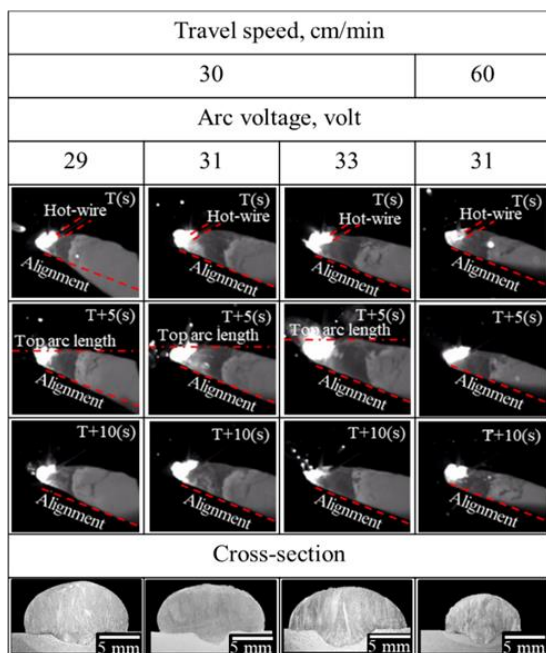 Travel speed, cm/min
30 60
Arc voltage, volt
29 31 33 31
T(s) T(s) T(s) T(s)
Hot-wire Hot-wire Hot-wire Hot-wire
Alignment Alignment Alignment Alignment
T+5(s) T+5(s) T+5(s) T+5(s)
Top arc length Top arc length Top arc length
Alignment Alignment Alignment Alignment
T+10(s) T+10(s) T+10(s) T+10(s)
Alignment Alignment Alignment Alignment
Cross-section
5 mm 5 mm 5 mm 5 mm